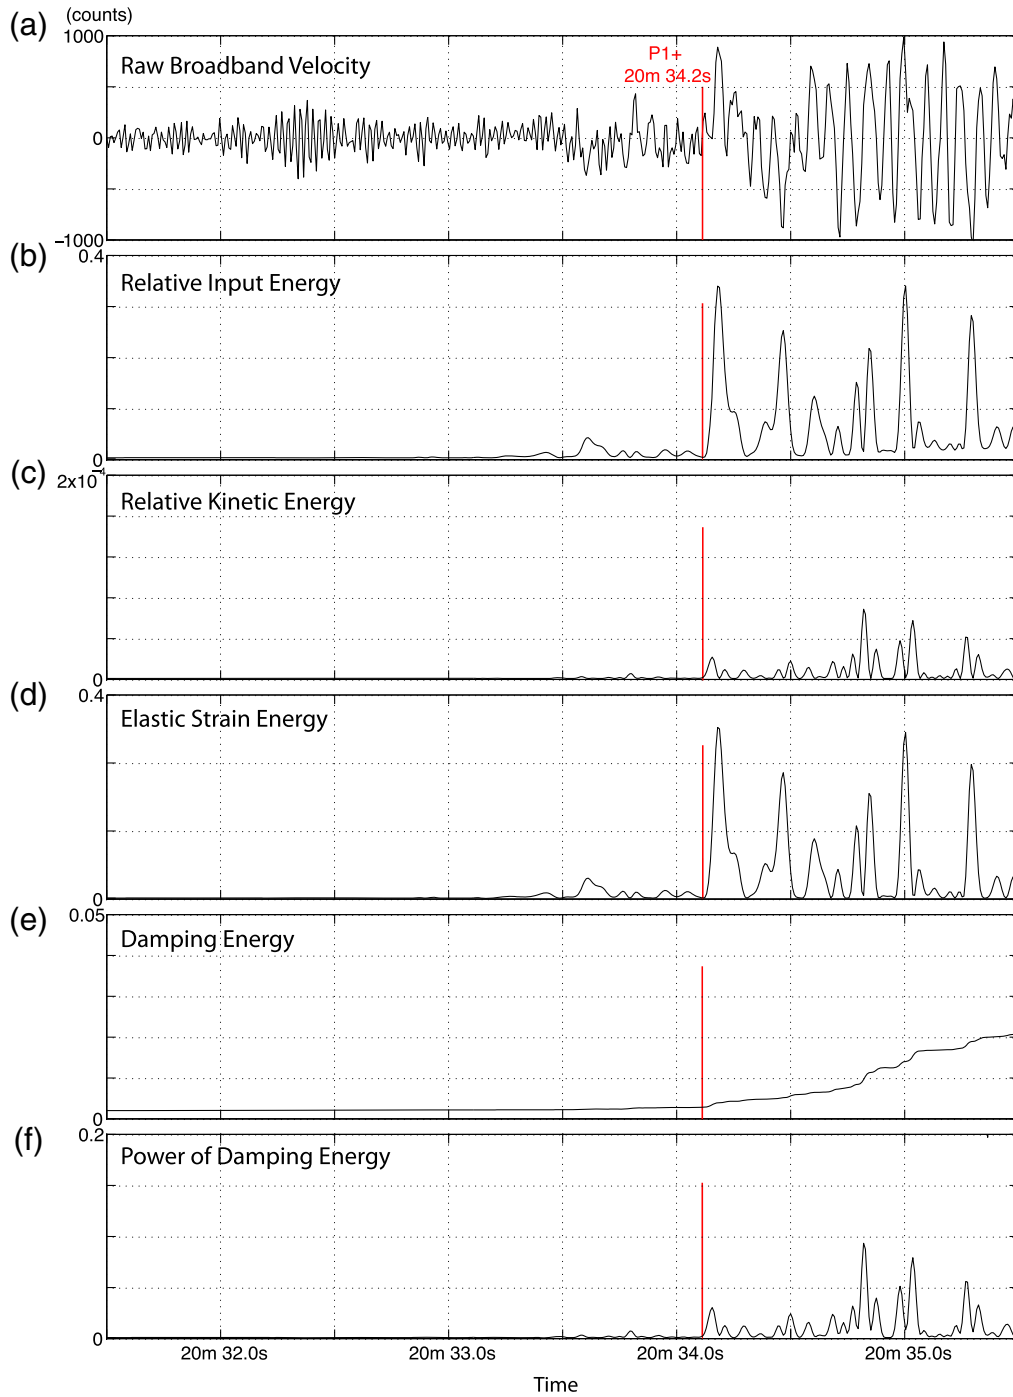 (a)
(counts)
1000
Raw Broadband Velocity
P1+
20m 34.2s
0
−1000
(b)
0.4
Relative Input Energy
0
(c)
2x10⁻⁴
Relative Kinetic Energy
0
(d)
0.4
Elastic Strain Energy
0
(e)
0.05
Damping Energy
0
(f)
0.2
Power of Damping Energy
0
20m 32.0s 20m 33.0s 20m 34.0s 20m 35.0s
Time